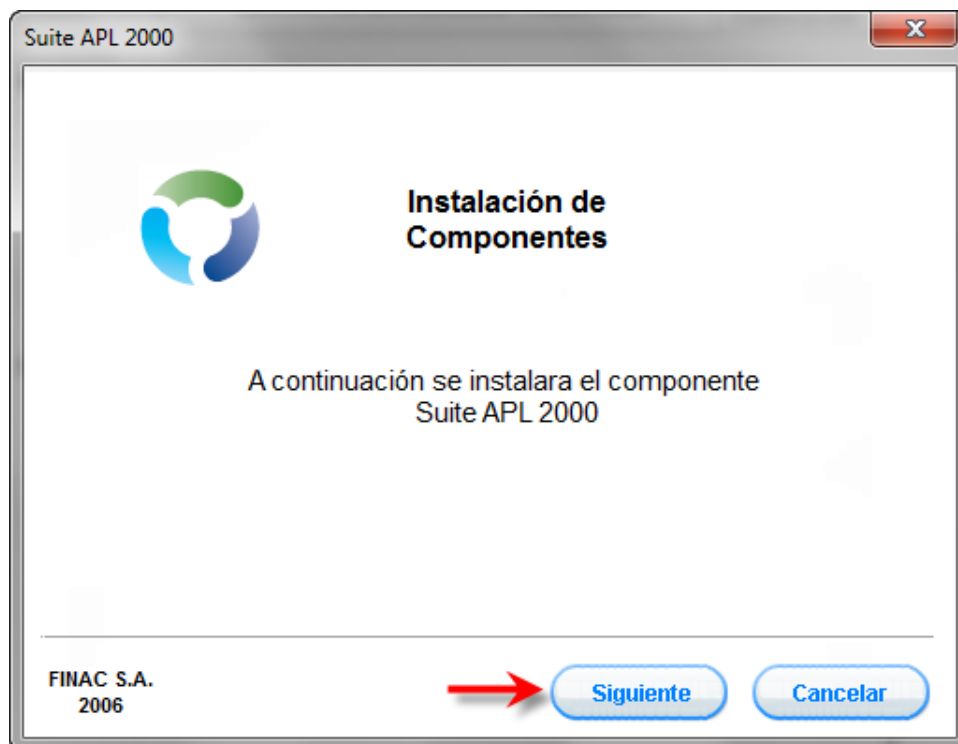 Suite APL 2000
Instalación de
Componentes
A continuación se instalara el componente
Suite APL 2000
FINAC S.A.
2006
Siguiente
Cancelar